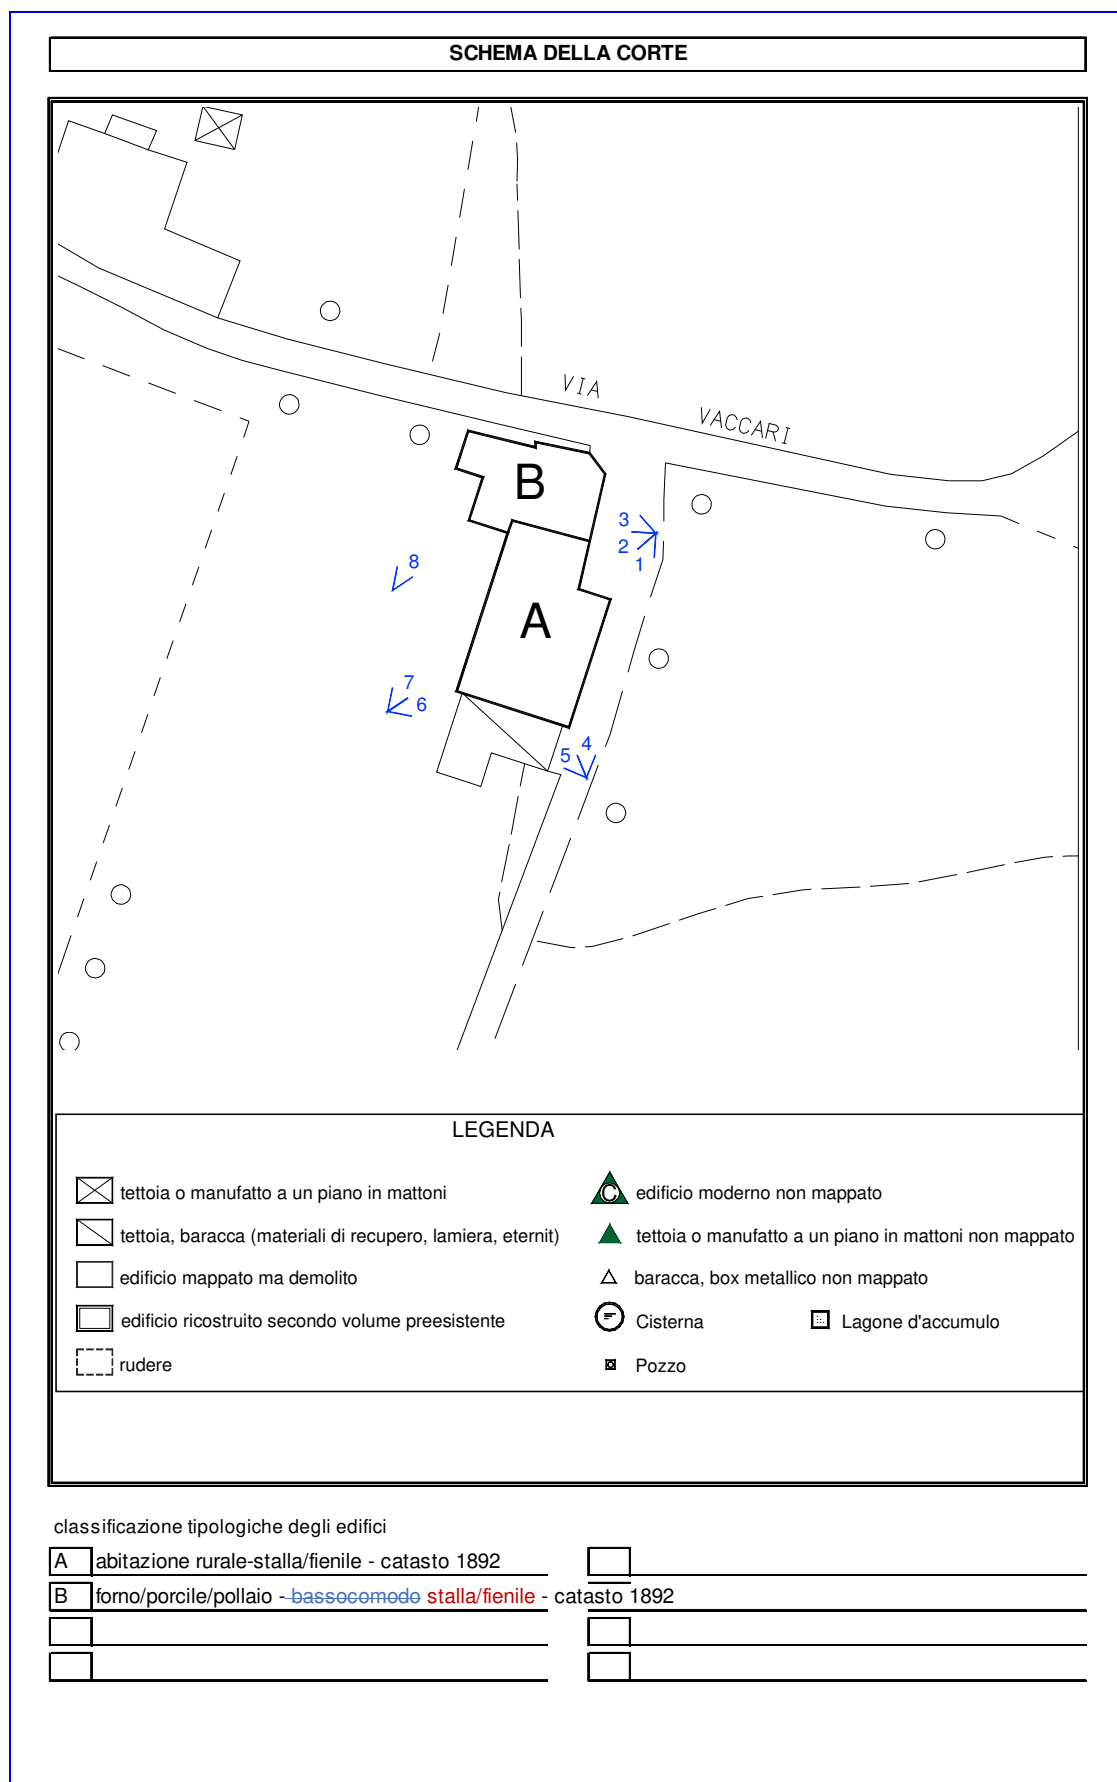 SCHEMA DELLA CORTE
VIA VACCARI
B
3
2
1
8
A
7
6
5 4
LEGENDA
tettoia o manufatto a un piano in mattoni
C edificio moderno non mappato
tettoia, baracca (materiali di recupero, lamiera, eternit)
tettoia o manufatto a un piano in mattoni non mappato
edificio mappato ma demolito
baracca, box metallico non mappato
edificio ricostruito secondo volume preesistente
Cisterna
Lagone d'accumulo
rudere
Pozzo
classificazione tipologiche degli edifici
A abitazione rurale-stalla/fienile - catasto 1892
B forno/porcile/pollaio - bassocomodo stalla/fienile - catasto 1892